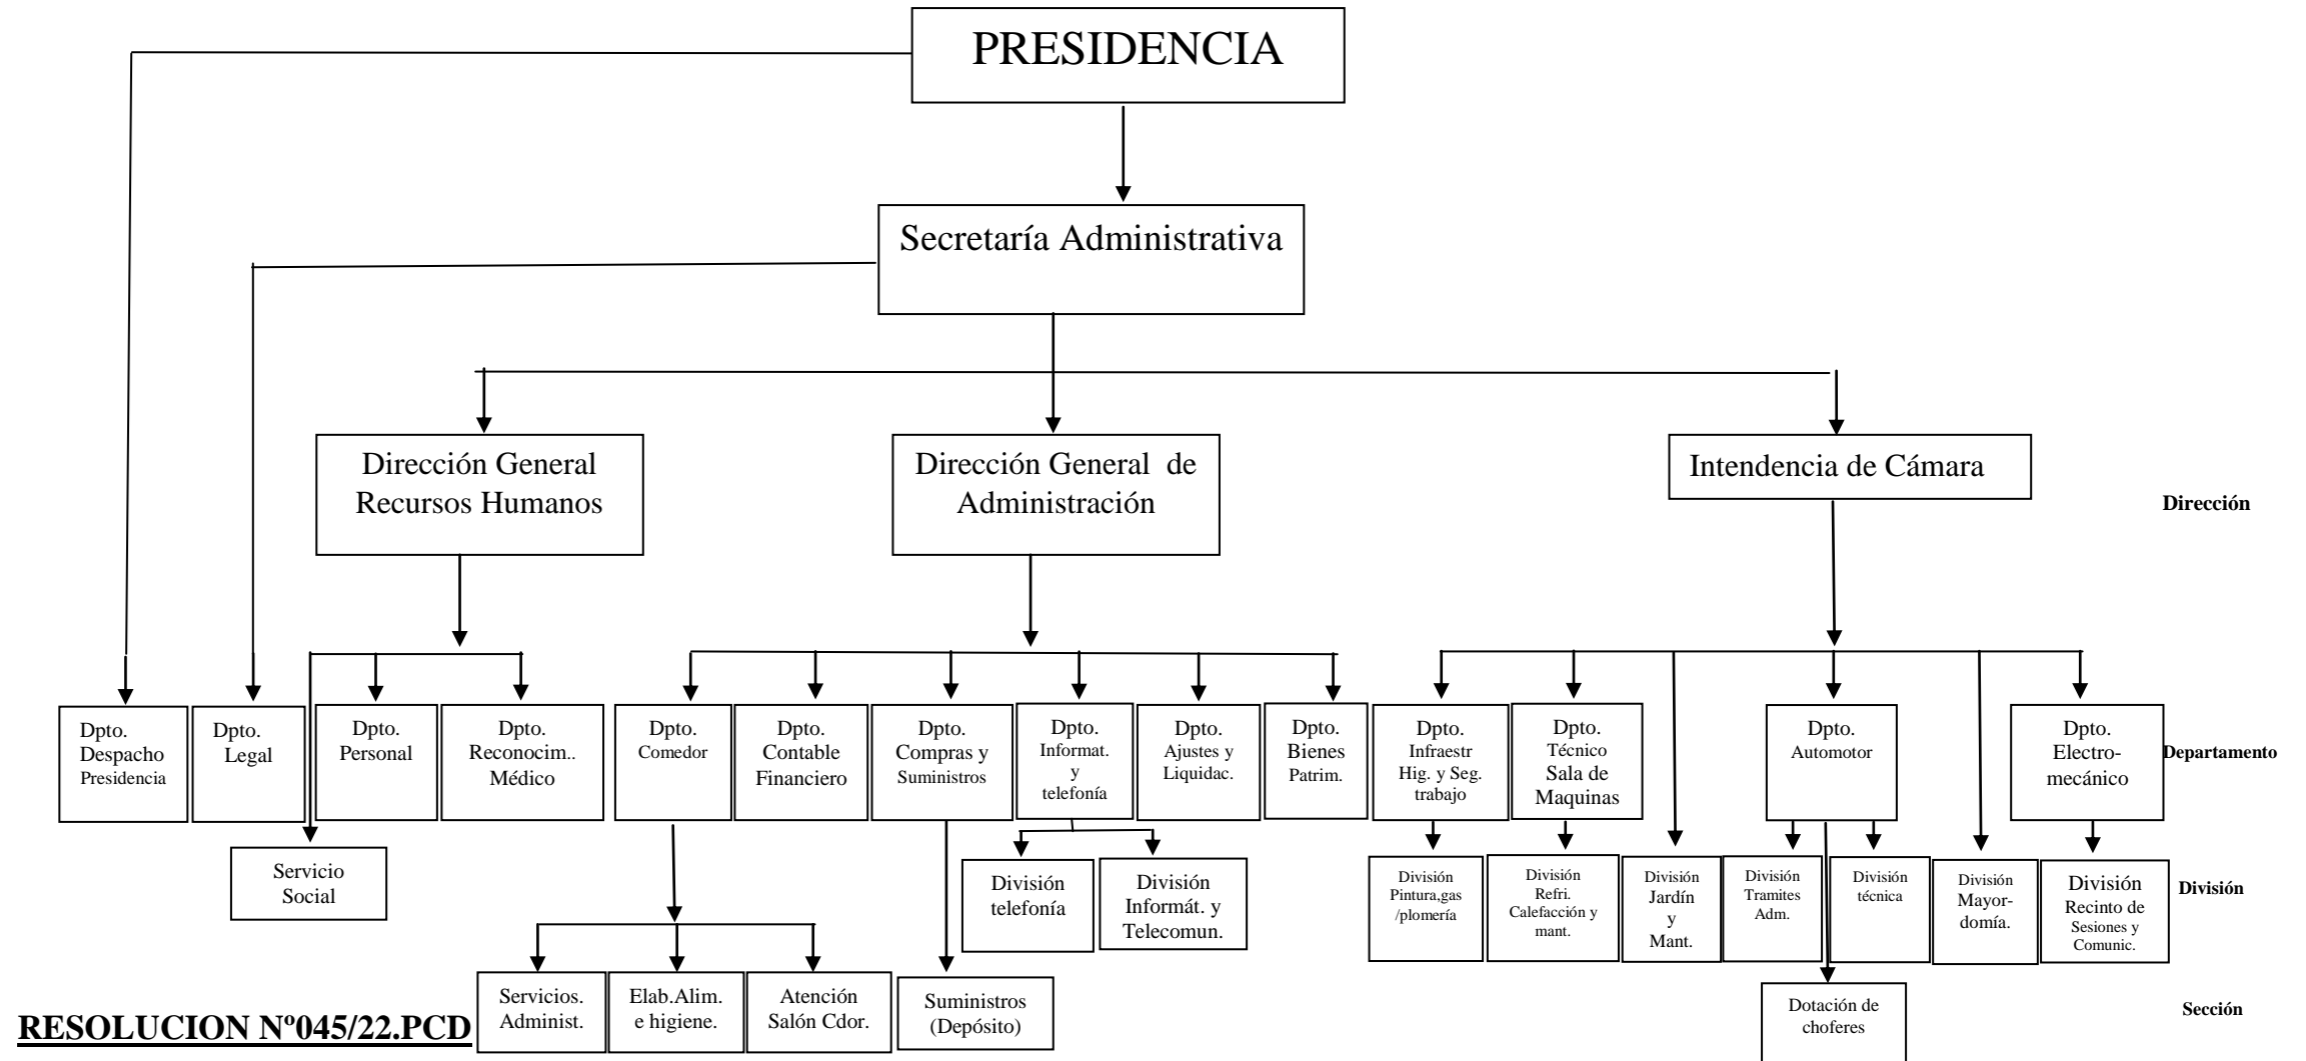 PRESIDENCIA
Secretaría Administrativa
Dirección General
Recursos Humanos
Dirección General de
Administración
Intendencia de Cámara
Dirección
Dpto.
Despacho
Presidencia
Dpto.
Legal
Dpto.
Personal
Dpto.
Reconocim..
Médico
Dpto.
Comedor
Dpto.
Contable
Financiero
Dpto.
Compras y
Suministros
Dpto.
Informat.
y
telefonía
Dpto.
Ajustes y
Liquidac.
Dpto.
Bienes
Patrim.
Dpto.
Infraestr
Hig. y Seg.
trabajo
Dpto.
Técnico
Sala de
Maquinas
Dpto.
Automotor
Dpto.
Electro-
mecánico
Departamento
Servicio
Social
División
telefonía
División
Informát. y
Telecomun.
División
Pintura,gas
/plomería
División
Refri.
Calefacción y
mant.
División
Jardín
y
Mant.
División
Tramites
Adm.
División
técnica
División
Mayor-
domía.
División
Recinto de
Sesiones y
Comunic.
División
Servicios.
Administ.
Elab.Alim.
e higiene.
Atención
Salón Cdor.
Suministros
(Depósito)
Dotación de
choferes
Sección
RESOLUCION Nº045/22.PCD